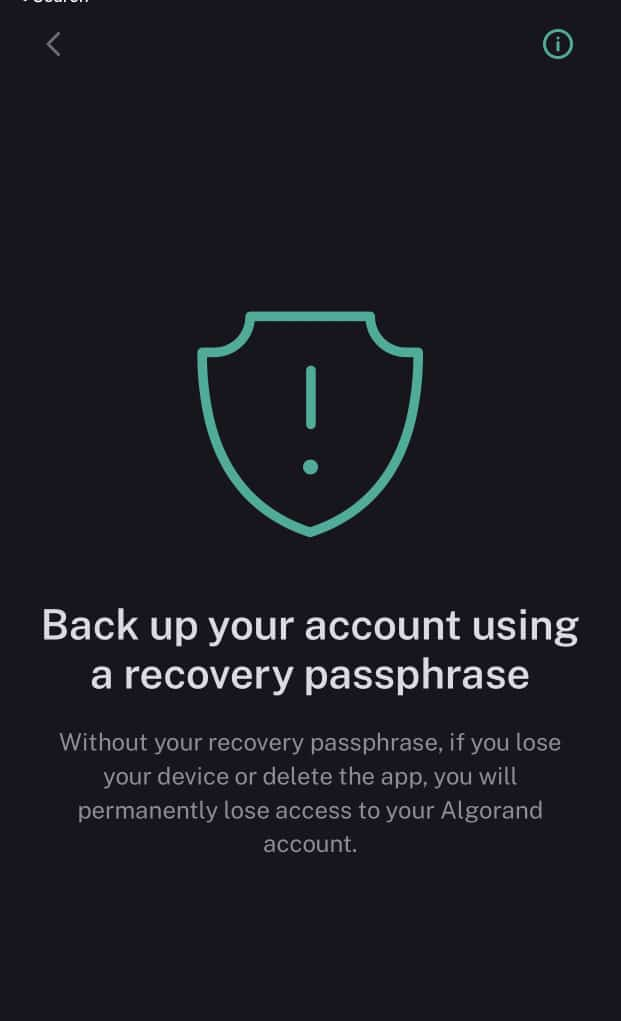 Back up your account using
a recovery passphrase
Without your recovery passphrase, if you lose
your device or delete the app, you will
permanently lose access to your Algorand
account.